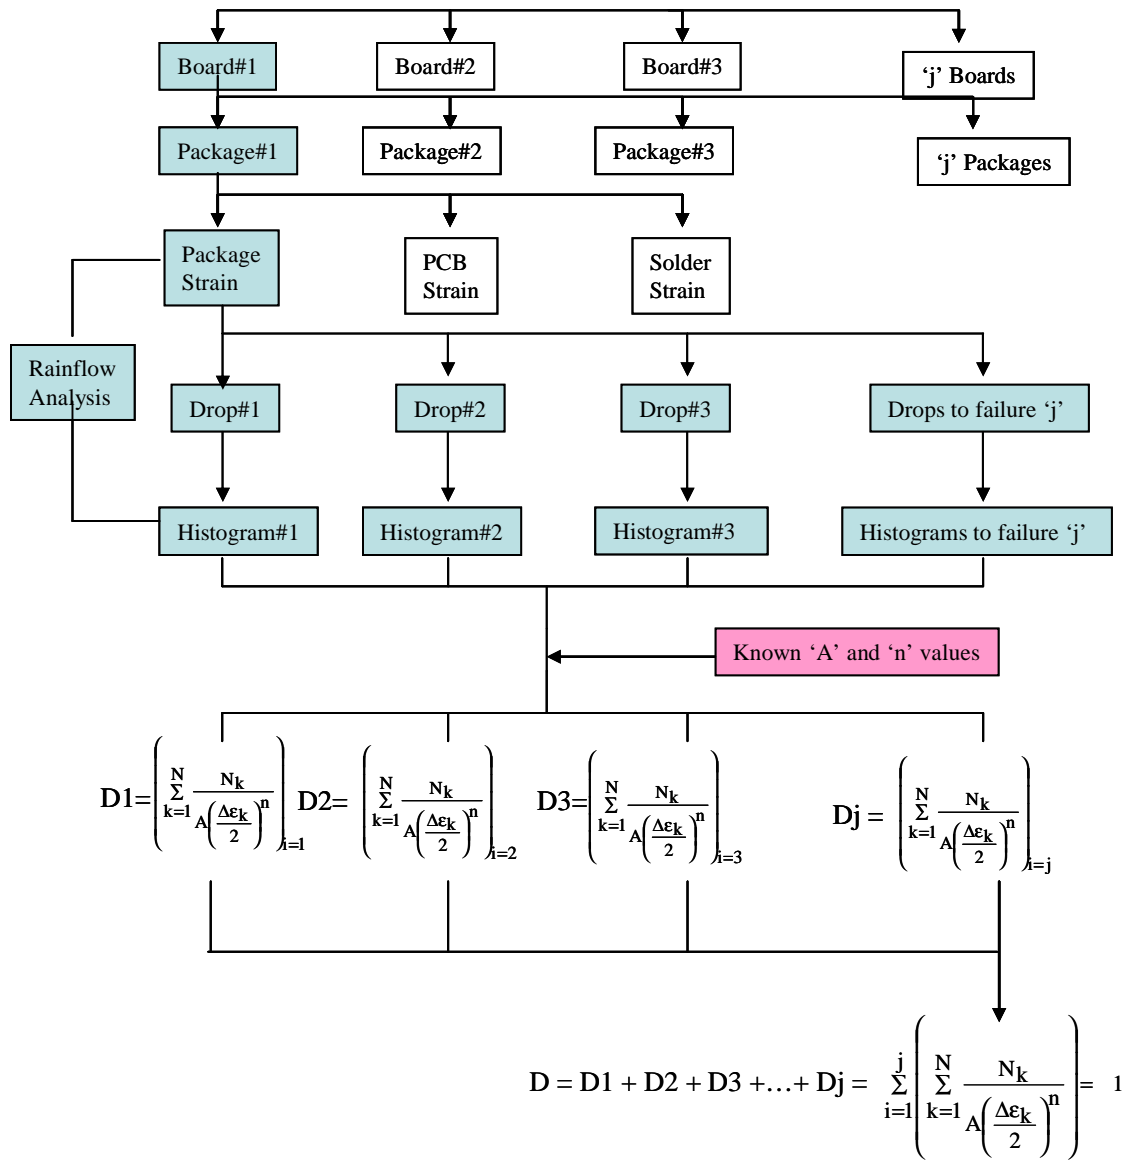 Board#1
Board#2
Board#3
‘j’ Boards
Package#1
Package#2
Package#3
‘j’ Packages
Package
Strain
PCB
Strain
Solder
Strain
Rainflow
Analysis
Drop#1
Drop#2
Drop#3
Drops to failure ‘j’
Histogram#1
Histogram#2
Histogram#3
Histograms to failure ‘j’
Known ‘A’ and ‘n’ values
D1=(Σ_{k=1}^{N} N_k/(A(Δε_k/2)^n))_{i=1}
D2=(Σ_{k=1}^{N} N_k/(A(Δε_k/2)^n))_{i=2}
D3=(Σ_{k=1}^{N} N_k/(A(Δε_k/2)^n))_{i=3}
Dj = (Σ_{k=1}^{N} N_k/(A(Δε_k/2)^n))_{i=j}
D = D1 + D2 + D3 +…+ Dj = Σ_{i=1}^{j}(Σ_{k=1}^{N} N_k/(A(Δε_k/2)^n)) = 1